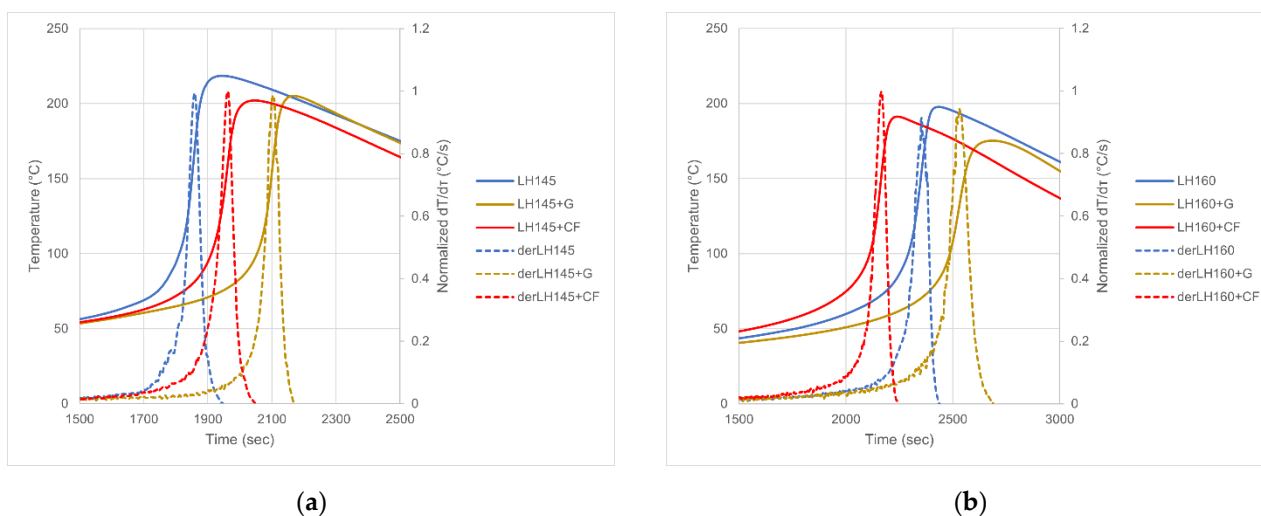 250
200
150
100
50
0
Temperature (°C)
1500 1700 1900 2100 2300 2500
Time (sec)
1.2
1
0.8
0.6
0.4
0.2
0
Normalized dT/dτ (°C/s)
LH145
LH145+G
LH145+CF
derLH145
derLH145+G
derLH145+CF
(a)
250
200
150
100
50
0
Temperature (°C)
1500 2000 2500 3000
Time (sec)
1.2
1
0.8
0.6
0.4
0.2
0
Normalized dT/dτ (°C/s)
LH160
LH160+G
LH160+CF
derLH160
derLH160+G
derLH160+CF
(b)